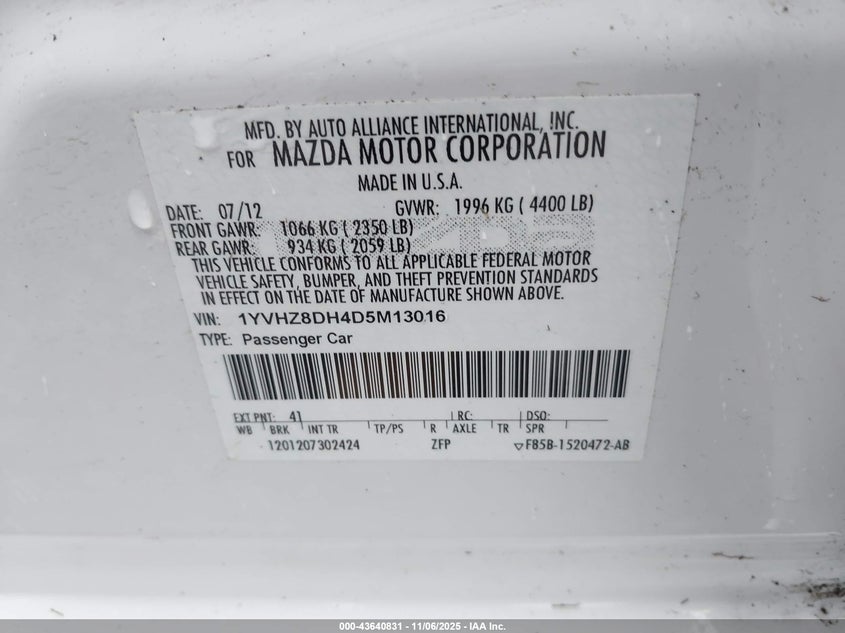 MFD. BY AUTO ALLIANCE INTERNATIONAL, INC.
FOR MAZDA MOTOR CORPORATION
MADE IN U.S.A.
DATE: 07/12 GVWR: 1996 KG ( 4400 LB)
FRONT GAWR: 1066 KG ( 2350 LB)
REAR GAWR: 934 KG ( 2059 LB)
THIS VEHICLE CONFORMS TO ALL APPLICABLE FEDERAL MOTOR
VEHICLE SAFETY, BUMPER, AND THEFT PREVENTION STANDARDS
IN EFFECT ON THE DATE OF MANUFACTURE SHOWN ABOVE.
VIN: 1YVHZ8DH4D5M13016
TYPE: Passenger Car
EXT PNT: 41 RC: DSO:
WB BRK INT TR TP/PS R AXLE TR SPR
1201207302424 ZFP F85B-1520472-AB
000-43640831 - 11/06/2025 - IAA Inc.